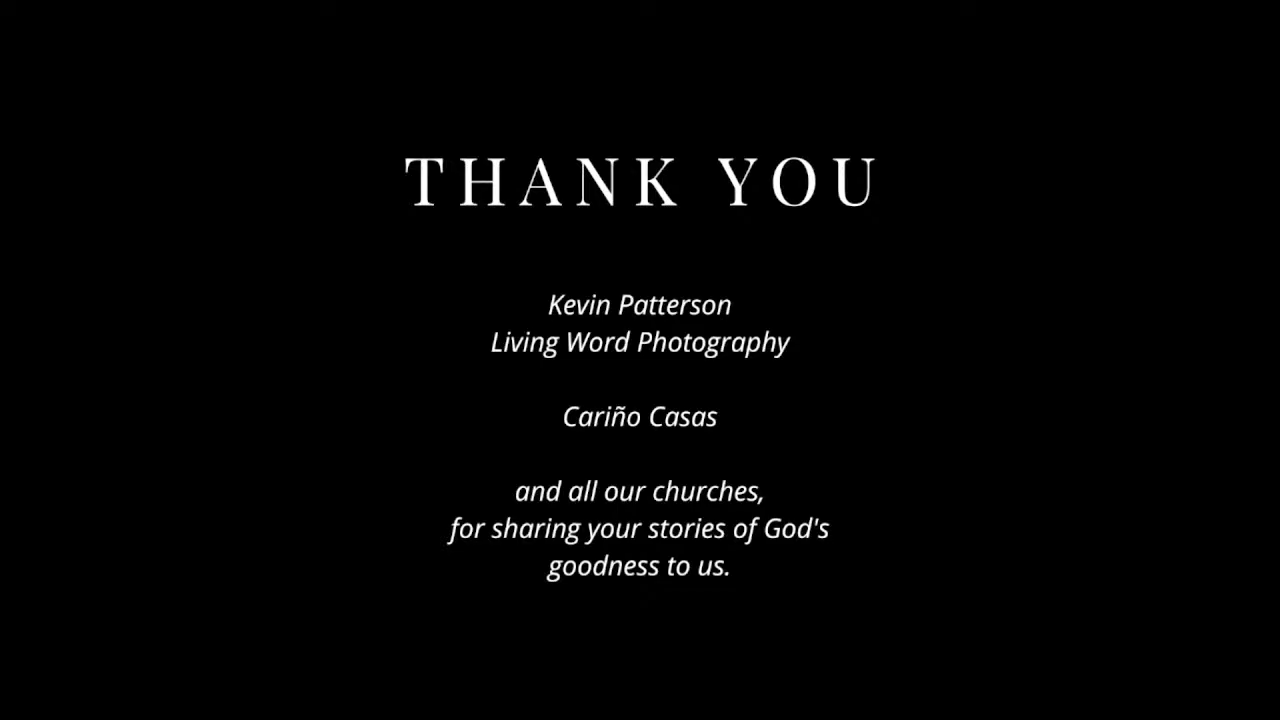 THANK YOU
Kevin Patterson
Living Word Photography
Cariño Casas
and all our churches,
for sharing your stories of God's
goodness to us.